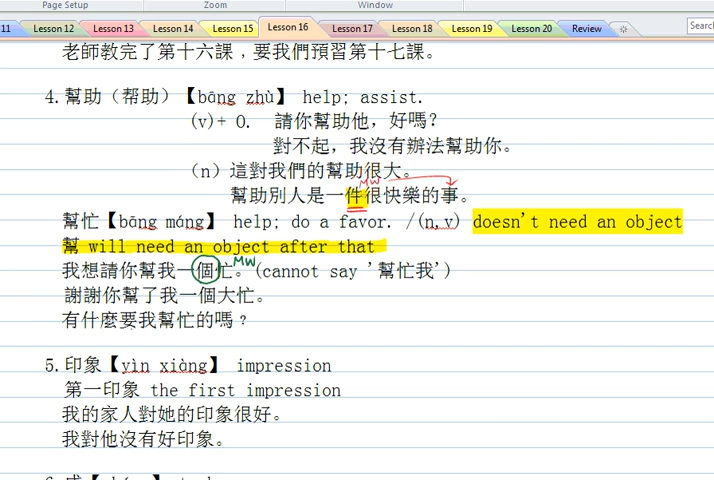 Page Setup Zoom Window
11 Lesson 12 Lesson 13 Lesson 14 Lesson 15 Lesson 16 Lesson 17 Lesson 18 Lesson 19 Lesson 20 Review Searc
老師教完了第十六課，要我們預習第十七課。
4.幫助（帮助）【bāng zhù】 help; assist.
(v)+ O. 請你幫助他，好嗎？
對不起，我沒有辦法幫助你。
(n) 這對我們的幫助很大。
MW
幫助別人是一件很快樂的事。
幫忙【bāng máng】 help; do a favor. /(n,v) doesn't need an object
幫 will need an object after that
我想請你幫我一個忙。(cannot say '幫忙我')
MW
謝謝你幫了我一個大忙。
有什麼要我幫忙的嗎？
5.印象【yìn xiàng】 impression
第一印象 the first impression
我的家人對她的印象很好。
我對他沒有好印象。